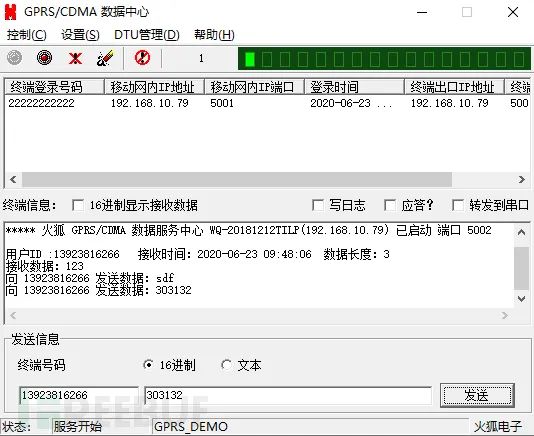 GPRS/CDMA 数据中心
控制(C) 设置(S) DTU管理(D) 帮助(H)
1
终端登录号码 移动网内IP地址 移动网内IP端口 登录时间 终端出口IP地址 终端
22222222222 192.168.10.79 5001 2020-06-23 ... 192.168.10.79 500
终端信息: 16进制显示接收数据 写日志 应答? 转发到串口
***** 火狐 GPRS/CDMA 数据服务中心 WQ-20181212TILP(192.168.10.79) 已启动 端口 5002
用户ID :13923816266 接收时间：2020-06-23 09:48:06 数据长度：3
接收数据：123
向 13923816266 发送数据：sdf
向 13923816266 发送数据：303132
发送信息
终端号码 16进制 文本
13923816266 303132 发送
REEBUF
状态: 服务开始 GPRS_DEMO 火狐电子